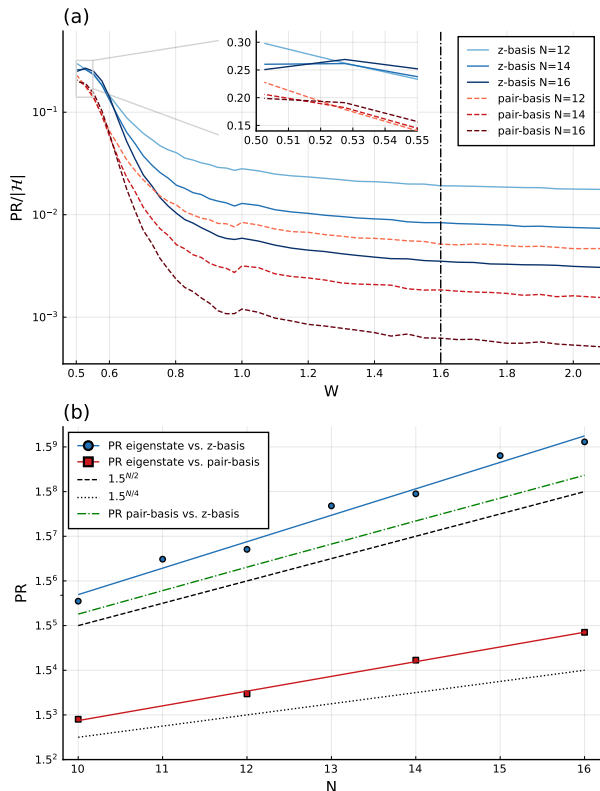 (a)
z-basis N=12
z-basis N=14
z-basis N=16
pair-basis N=12
pair-basis N=14
pair-basis N=16
0.30
0.25
0.20
0.15
0.50 0.51 0.52 0.53 0.54 0.55
10⁻¹
10⁻²
10⁻³
PR/|ℋ|
0.5 0.6 0.8 1.0 1.2 1.4 1.6 1.8 2.0
W
(b)
PR eigenstate vs. z-basis
PR eigenstate vs. pair-basis
1.5^{N/2}
1.5^{N/4}
PR pair-basis vs. z-basis
1.5⁹
1.5⁸
1.5⁷
1.5⁶
1.5⁵
1.5⁴
1.5³
1.5²
PR
10 11 12 13 14 15 16
N